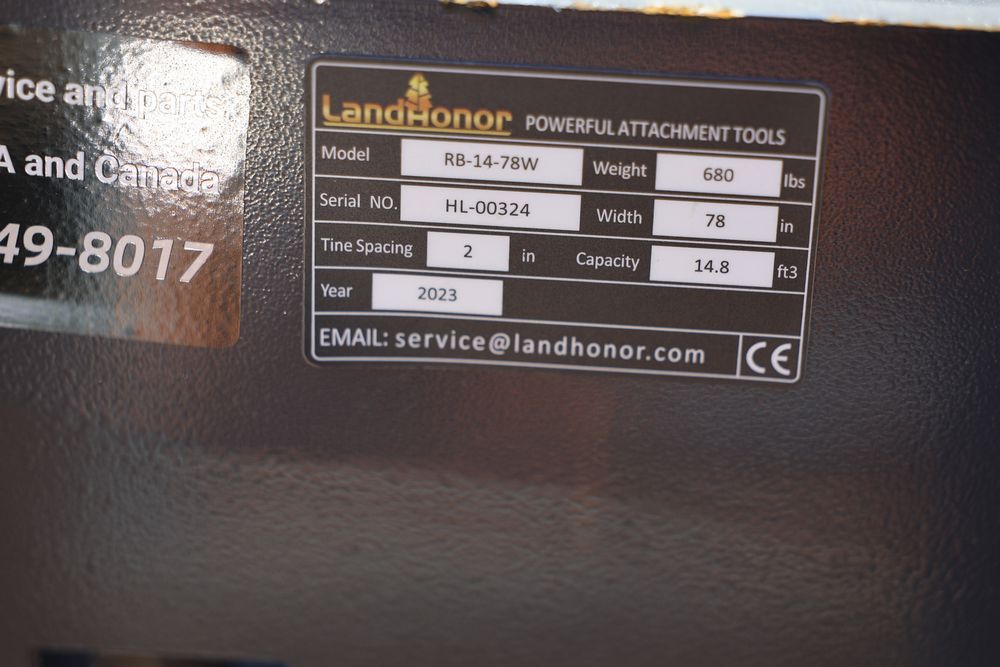 vice and parts
A and Canada
49-8017
LandHonor POWERFUL ATTACHMENT TOOLS
Model RB-14-78W Weight 680 lbs
Serial NO. HL-00324 Width 78 in
Tine Spacing 2 in Capacity 14.8 ft3
Year 2023
EMAIL: service@landhonor.com CE